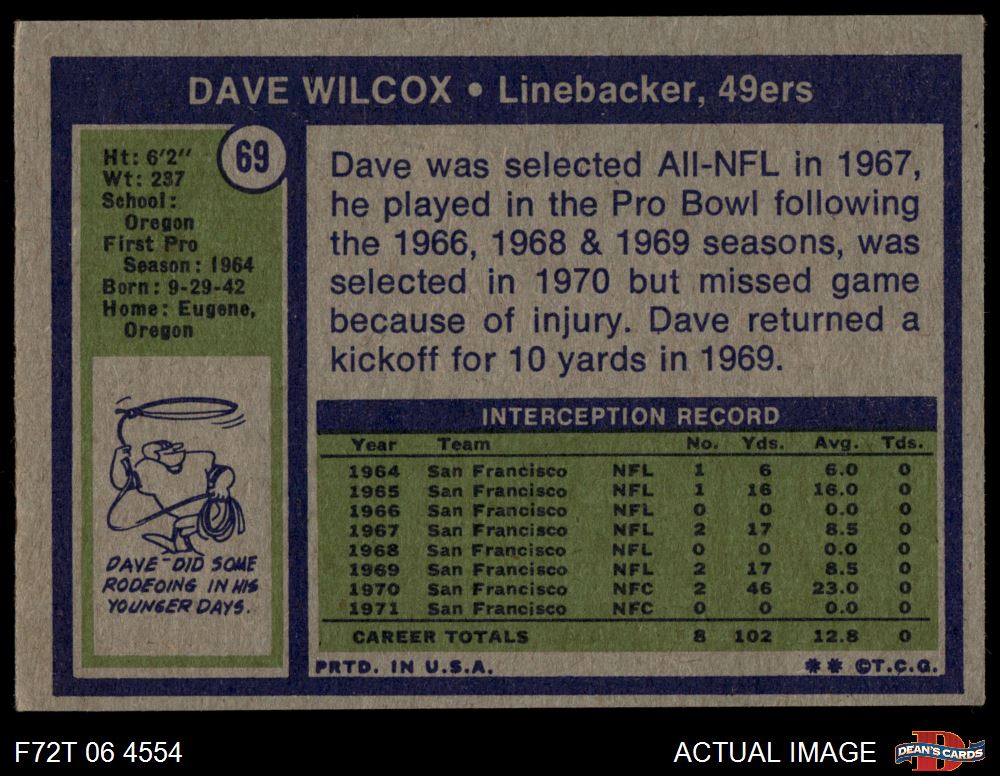 DAVE WILCOX • Linebacker, 49ers
69
Ht: 6'2"
Wt: 237
School:
Oregon
First Pro
Season: 1964
Born: 9-29-42
Home: Eugene,
Oregon
DAVE DID SOME
RODEOING IN HIS
YOUNGER DAYS.
Dave was selected All-NFL in 1967,
he played in the Pro Bowl following
the 1966, 1968 & 1969 seasons, was
selected in 1970 but missed game
because of injury. Dave returned a
kickoff for 10 yards in 1969.
INTERCEPTION RECORD
Year Team No. Yds. Avg. Tds.
1964 San Francisco NFL 1 6 6.0 0
1965 San Francisco NFL 1 16 16.0 0
1966 San Francisco NFL 0 0 0.0 0
1967 San Francisco NFL 2 17 8.5 0
1968 San Francisco NFL 0 0 0.0 0
1969 San Francisco NFL 2 17 8.5 0
1970 San Francisco NFC 2 46 23.0 0
1971 San Francisco NFC 0 0 0.0 0
CAREER TOTALS 8 102 12.8 0
PRTD. IN U.S.A. ** ©T.C.G.
F72T 06 4554 ACTUAL IMAGE DEAN'S CARDS